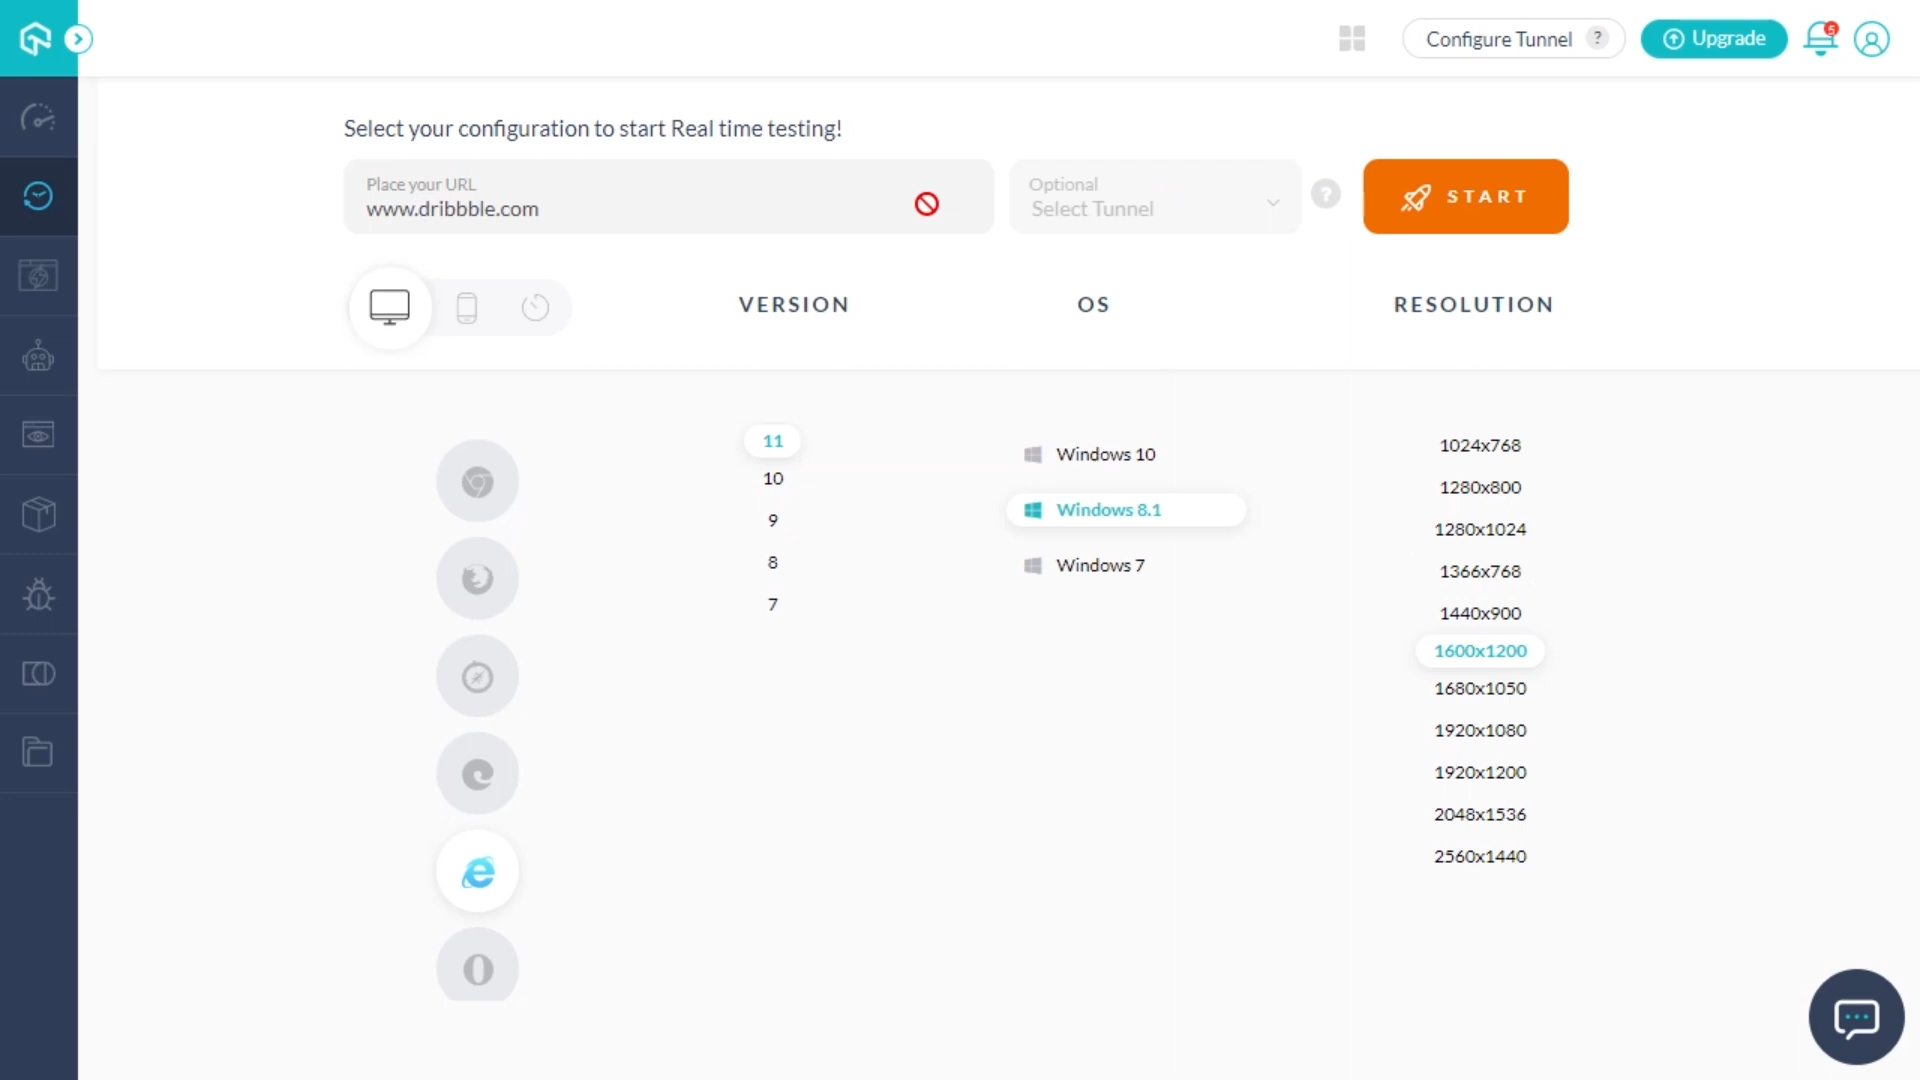 Configure Tunnel ?
Upgrade
5
Select your configuration to start Real time testing!
Place your URL
www.dribbble.com
Optional
Select Tunnel
?
START
VERSION
OS
RESOLUTION
11
10
9
8
7
Windows 10
Windows 8.1
Windows 7
1024x768
1280x800
1280x1024
1366x768
1440x900
1600x1200
1680x1050
1920x1080
1920x1200
2048x1536
2560x1440